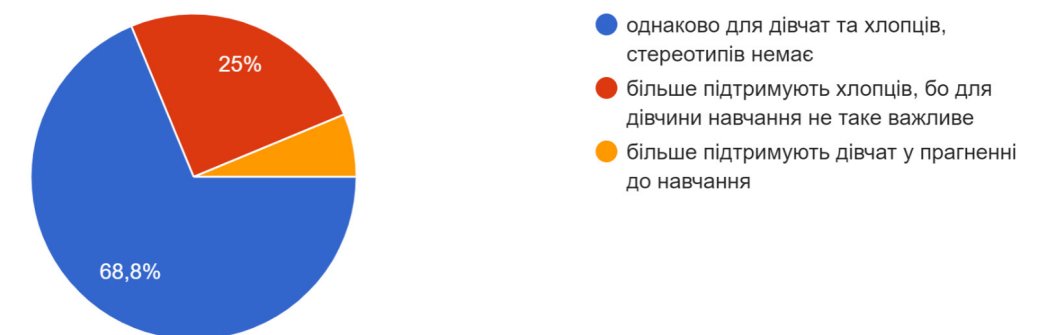 25%
68,8%
однаково для дівчат та хлопців,
стереотипів немає
більше підтримують хлопців, бо для
дівчини навчання не таке важливе
більше підтримують дівчат у прагненні
до навчання